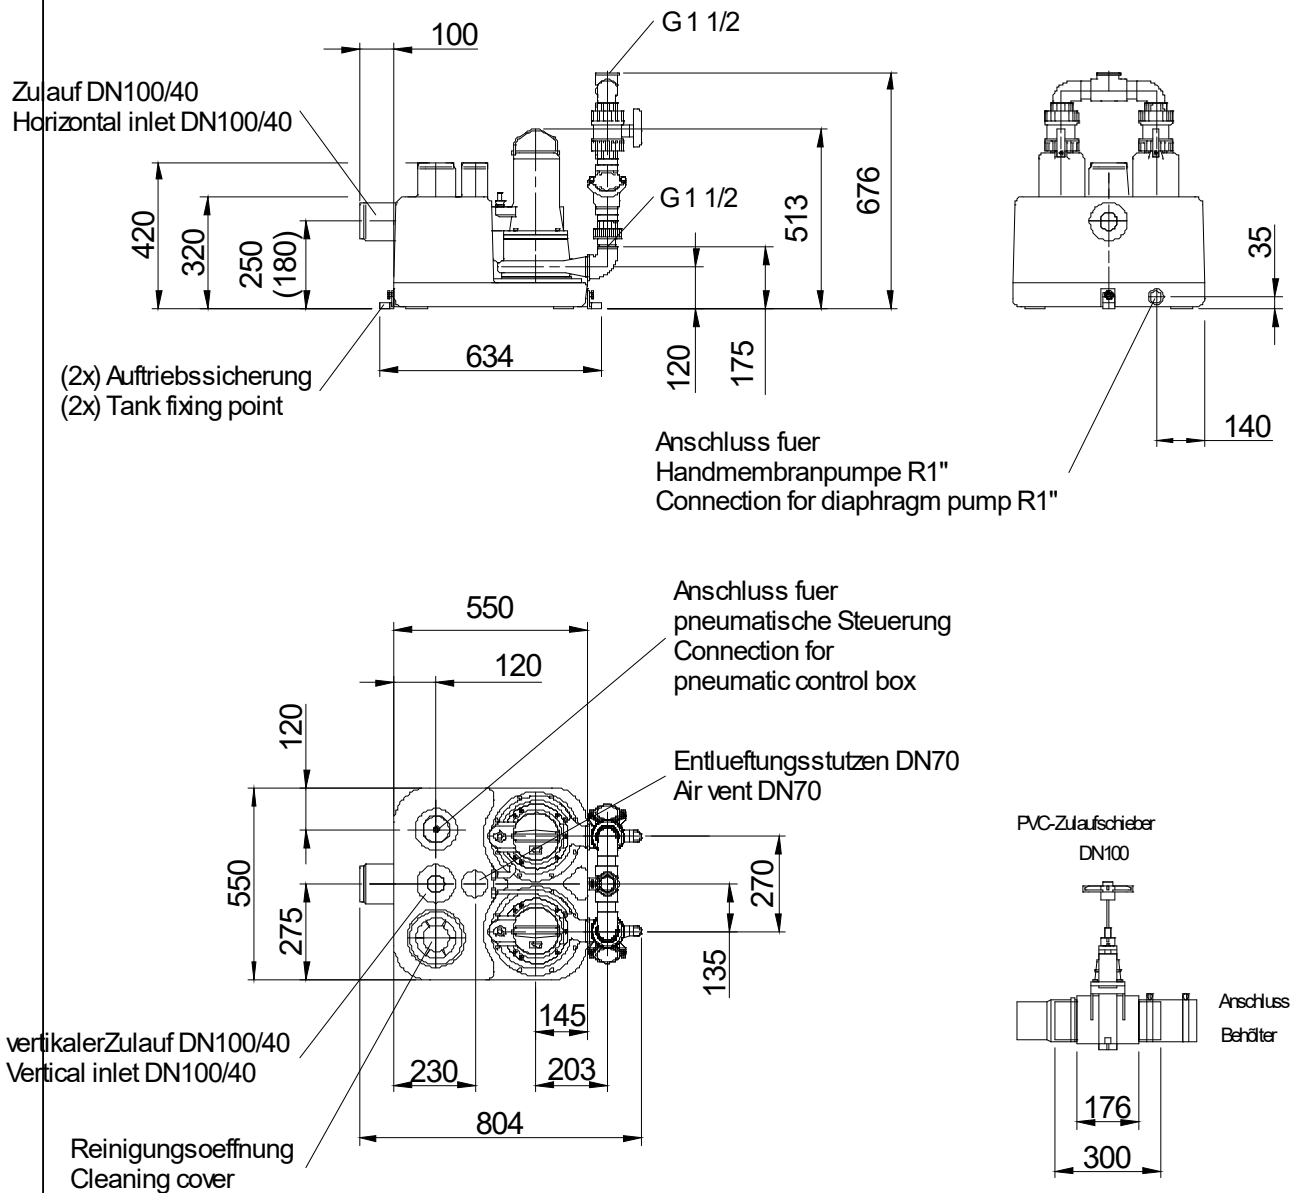 G 1 1/2
100
Zulauf DN100/40
Horizontal inlet DN100/40
G 1 1/2
420
320
250
(180)
513
676
35
634
120
175
140
(2x) Auftriebssicherung
(2x) Tank fixing point
Anschluss fuer
Handmembranpumpe R1"
Connection for diaphragm pump R1"
Anschluss fuer
pneumatische Steuerung
Connection for
pneumatic control box
550
120
120
Entlueftungsstutzen DN70
Air vent DN70
550
275
270
135
145
230
203
804
vertikalerZulauf DN100/40
Vertical inlet DN100/40
Reinigungsoeffnung
Cleaning cover
PVC-Zulaufschieber
DN100
Anschluss
Behölter
176
300